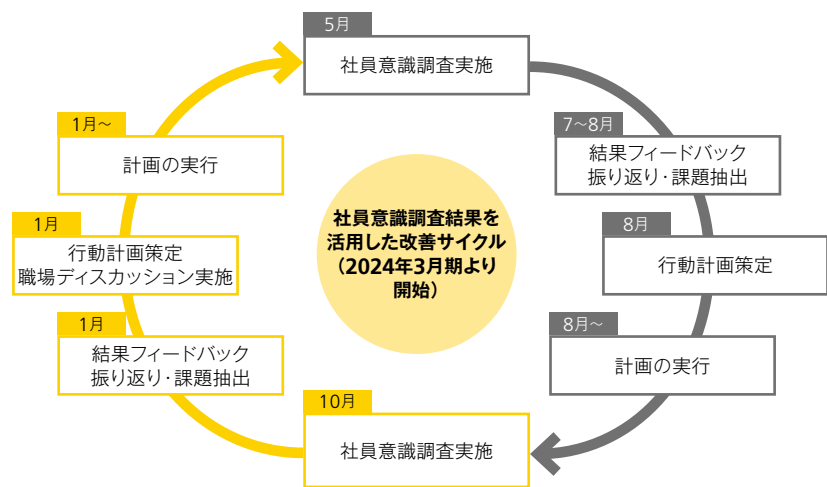 5月
社員意識調査実施
7〜8月
結果フィードバック
振り返り・課題抽出
8月
行動計画策定
8月〜
計画の実行
10月
社員意識調査実施
1月
結果フィードバック
振り返り・課題抽出
1月
行動計画策定
職場ディスカッション実施
1月〜
計画の実行
社員意識調査結果を
活用した改善サイクル
（2024年3月期より
開始）